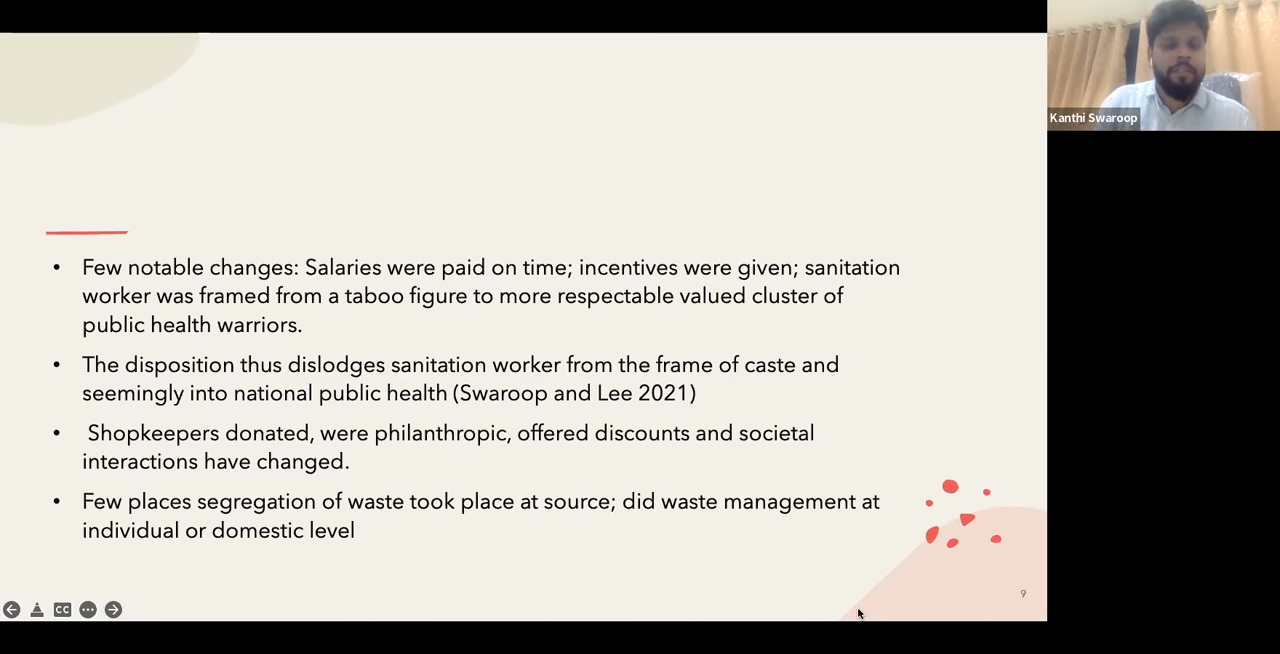 Kanthi Swaroop
• Few notable changes: Salaries were paid on time; incentives were given; sanitation
worker was framed from a taboo figure to more respectable valued cluster of
public health warriors.
• The disposition thus dislodges sanitation worker from the frame of caste and
seemingly into national public health (Swaroop and Lee 2021)
• Shopkeepers donated, were philanthropic, offered discounts and societal
interactions have changed.
• Few places segregation of waste took place at source; did waste management at
individual or domestic level
9
CC